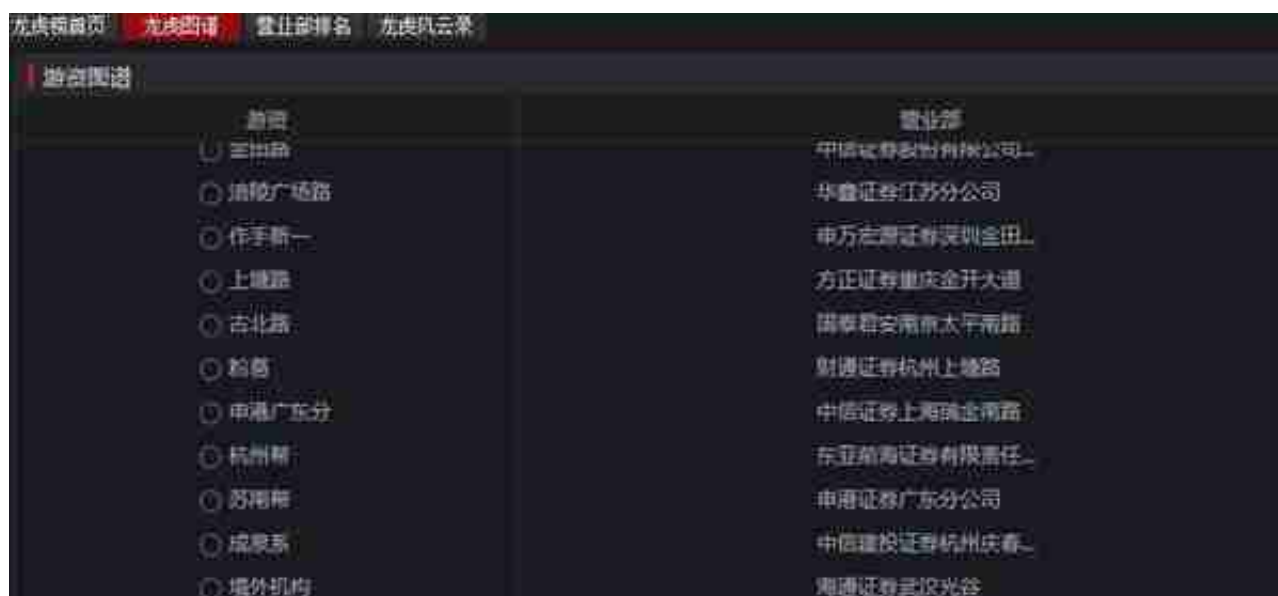 龙虎榜首页 龙虎图谱 营业部排名 龙虎风云录
游资图谱
游资 营业部
金田路 中信证券股份有限公司...
涪陵广场路 华鑫证券江苏分公司
作手新一 申万宏源证券深圳金田...
上塘路 方正证券重庆金开大道
古北路 国泰君安南京太平南路
粉葛 财通证券杭州上塘路
申港广东分 中信证券上海瑞金南路
杭州帮 东亚前海证券有限责任...
苏南帮 申港证券广东分公司
成泉系 中信建投证券杭州庆春...
境外机构 海通证券武汉光谷